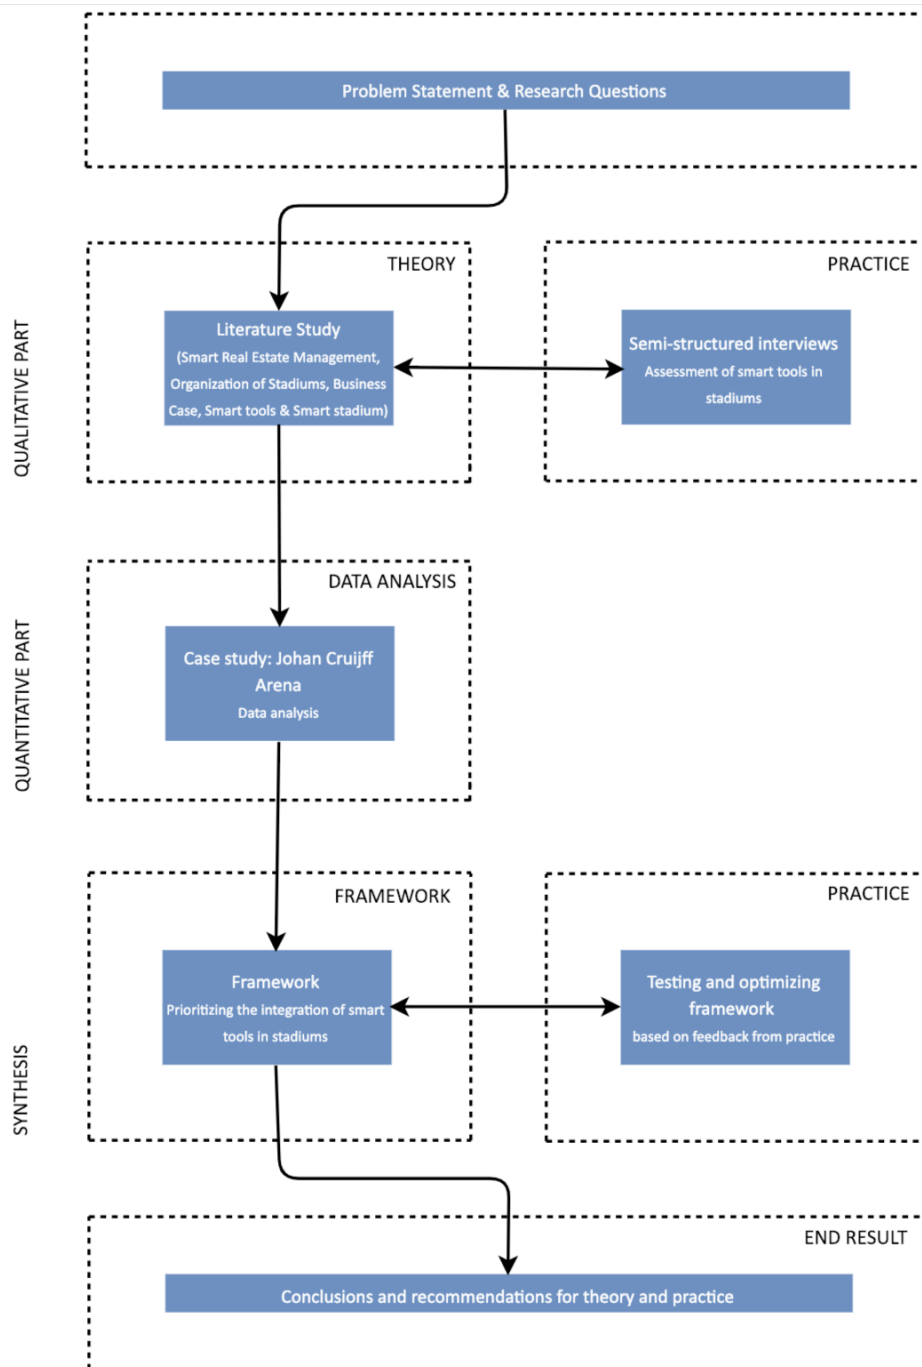 Problem Statement & Research Questions
QUALITATIVE PART
THEORY
Literature Study
(Smart Real Estate Management,
Organization of Stadiums, Business
Case, Smart tools & Smart stadium)
PRACTICE
Semi-structured interviews
Assessment of smart tools in
stadiums
QUANTITATIVE PART
DATA ANALYSIS
Case study: Johan Cruijff
Arena
Data analysis
SYNTHESIS
FRAMEWORK
Framework
Prioritizing the integration of smart
tools in stadiums
PRACTICE
Testing and optimizing
framework
based on feedback from practice
END RESULT
Conclusions and recommendations for theory and practice